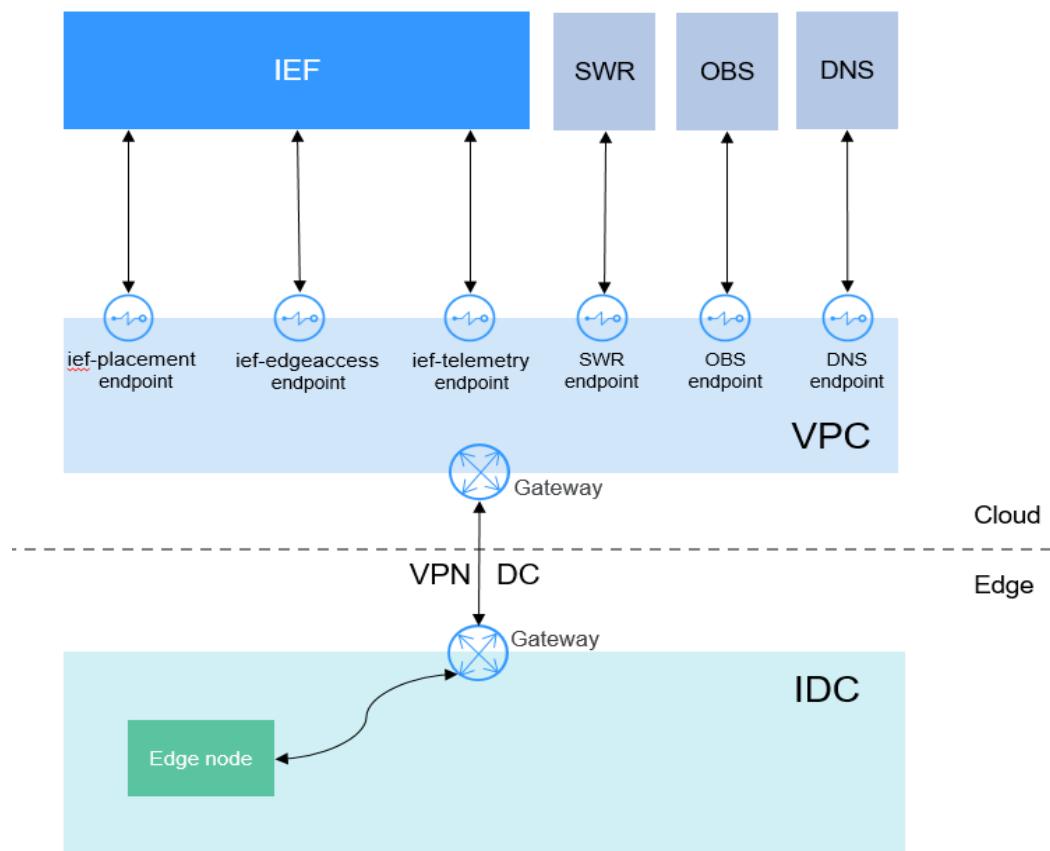 IEF
SWR
OBS
DNS
ief-placement
endpoint
ief-edgeaccess
endpoint
ief-telemetry
endpoint
SWR
endpoint
OBS
endpoint
DNS
endpoint
VPC
Gateway
Cloud
VPN
DC
Edge
Gateway
IDC
Edge node